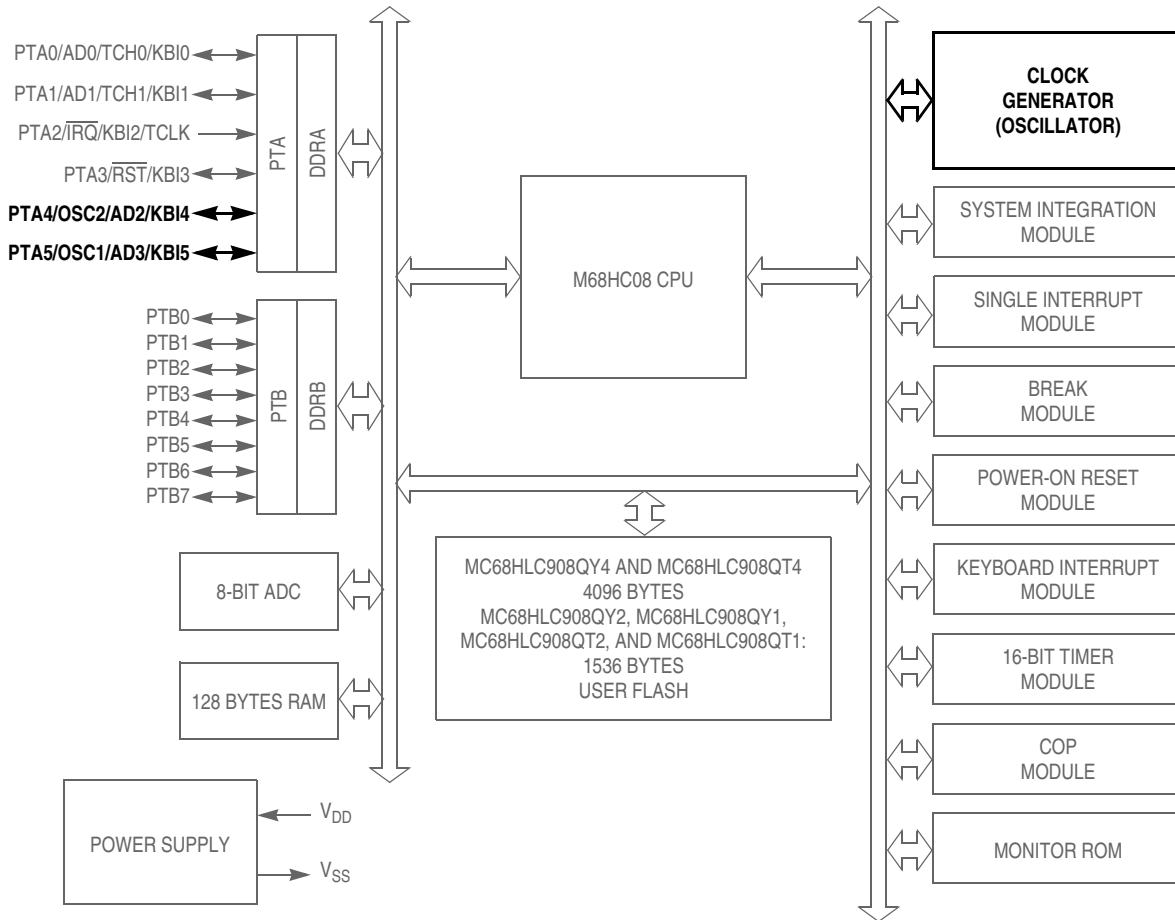 PTA0/AD0/TCH0/KBI0
PTA1/AD1/TCH1/KBI1
PTA2/I̅R̅Q̅/KBI2/TCLK
PTA3/R̅S̅T̅/KBI3
PTA4/OSC2/AD2/KBI4
PTA5/OSC1/AD3/KBI5
PTA
DDRA
PTB0
PTB1
PTB2
PTB3
PTB4
PTB5
PTB6
PTB7
PTB
DDRB
8-BIT ADC
128 BYTES RAM
POWER SUPPLY
VDD
VSS
M68HC08 CPU
MC68HLC908QY4 AND MC68HLC908QT4
4096 BYTES
MC68HLC908QY2, MC68HLC908QY1,
MC68HLC908QT2, AND MC68HLC908QT1:
1536 BYTES
USER FLASH
CLOCK
GENERATOR
(OSCILLATOR)
SYSTEM INTEGRATION
MODULE
SINGLE INTERRUPT
MODULE
BREAK
MODULE
POWER-ON RESET
MODULE
KEYBOARD INTERRUPT
MODULE
16-BIT TIMER
MODULE
COP
MODULE
MONITOR ROM